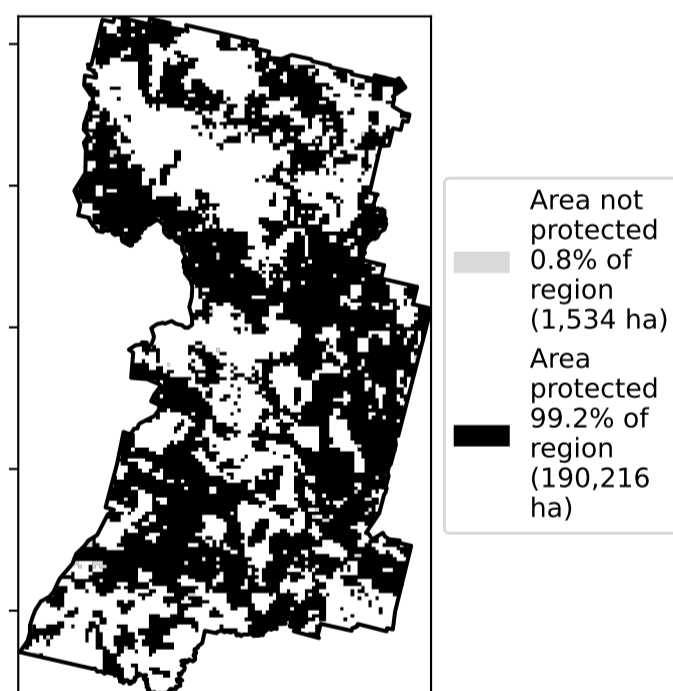 Area not
protected
0.8% of
region
(1,534 ha)
Area
protected
99.2% of
region
(190,216
ha)